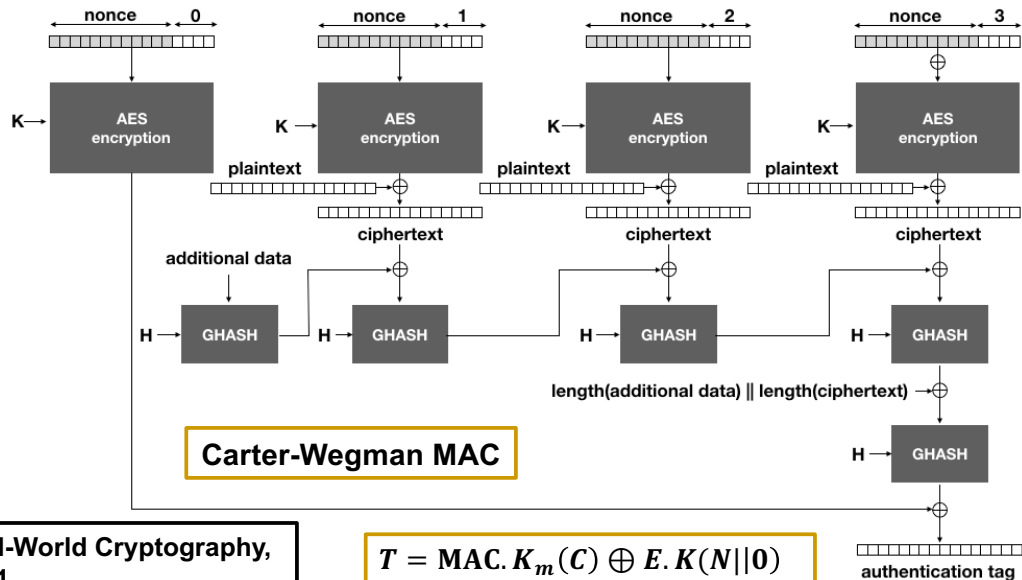 nonce 0 nonce 1 nonce 2 nonce 3
K AES encryption K AES encryption K AES encryption K AES encryption
plaintext plaintext plaintext
ciphertext ciphertext ciphertext
additional data
H GHASH H GHASH H GHASH H GHASH
length(additional data) || length(ciphertext)
H GHASH
Carter-Wegman MAC
-World Cryptography,
T = MAC. K_m(C) ⊕ E. K(N||0)
authentication tag